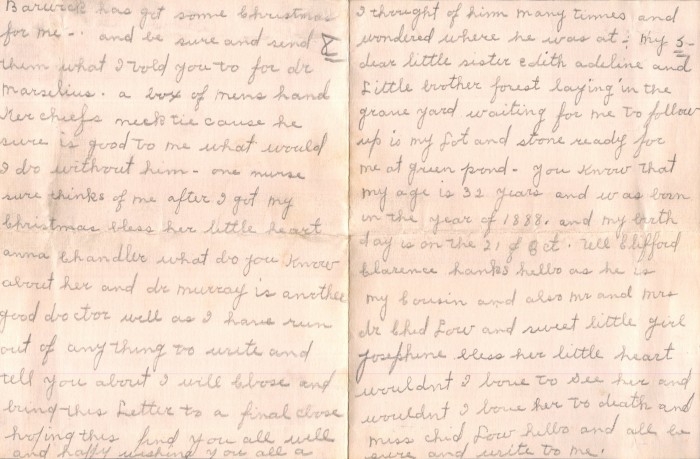 Barwick has got some Christmas
for me - . and be sure and send
them what I told you to for dr
marselius. a box of mens hand
Kerchiefs neck tie cause he
sure is good to me what would
I do without him - one nurse
sure thinks of me after I got my
Christmas bless her little heart
anna Chandler what do you Know
about her and dr murray is another
good doctor well as I have run
out of any thing to write and
tell you about I will Close and
bring this Letter to a final close
hoping this find you all well
and happy wishing you all a
I thought of him many times and
wondered where he was at : My 5-
dear little sister edith adeline and
Little brother forest laying in the
grave yard waiting for me to follow
up is my Lot and stone ready for
me at green pond - you Know that
my age is 32 years and was born
in the year of 1888. and my birth
day is on the 21 of Oct. tell Clifford
Clarence hanks hello as he is
my Cousin and also mr and mrs
dr Chid Low and sweet little girl
josephine bless her little heart
wouldnt I love to see her and
wouldnt I love her to death and
miss chid Low hello and all be
sure and write to me.